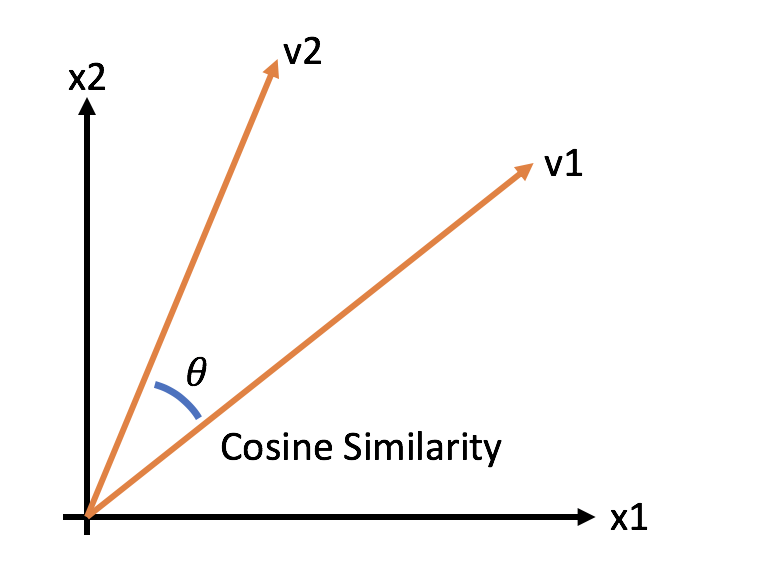 v2
x2
v1
θ
Cosine Similarity
x1